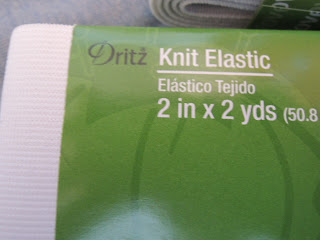 Dritz Knit Elastic
Elástico Tejido
2 in x 2 yds (50.8